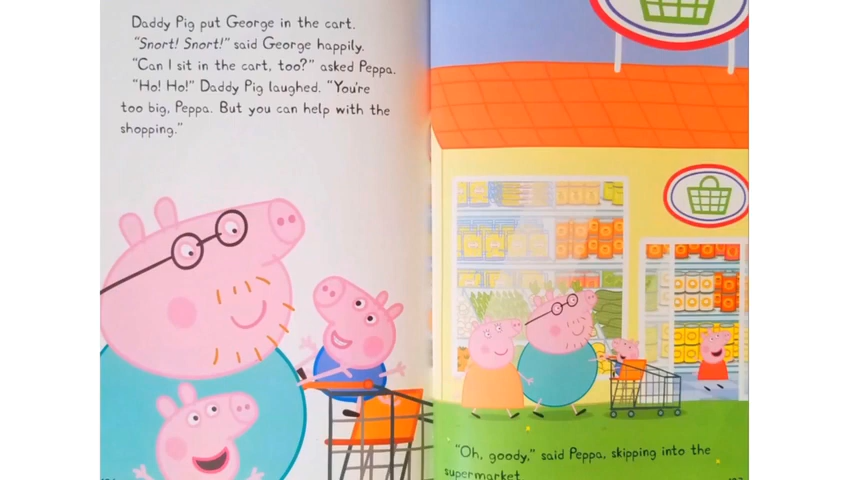 Daddy Pig put George in the cart.
"Snort! Snort!" said George happily.
"Can I sit in the cart, too?" asked Peppa.
"Ho! Ho!" Daddy Pig laughed. "You're
too big, Peppa. But you can help with the
shopping."
"Oh, goody," said Peppa, skipping into the
supermarket